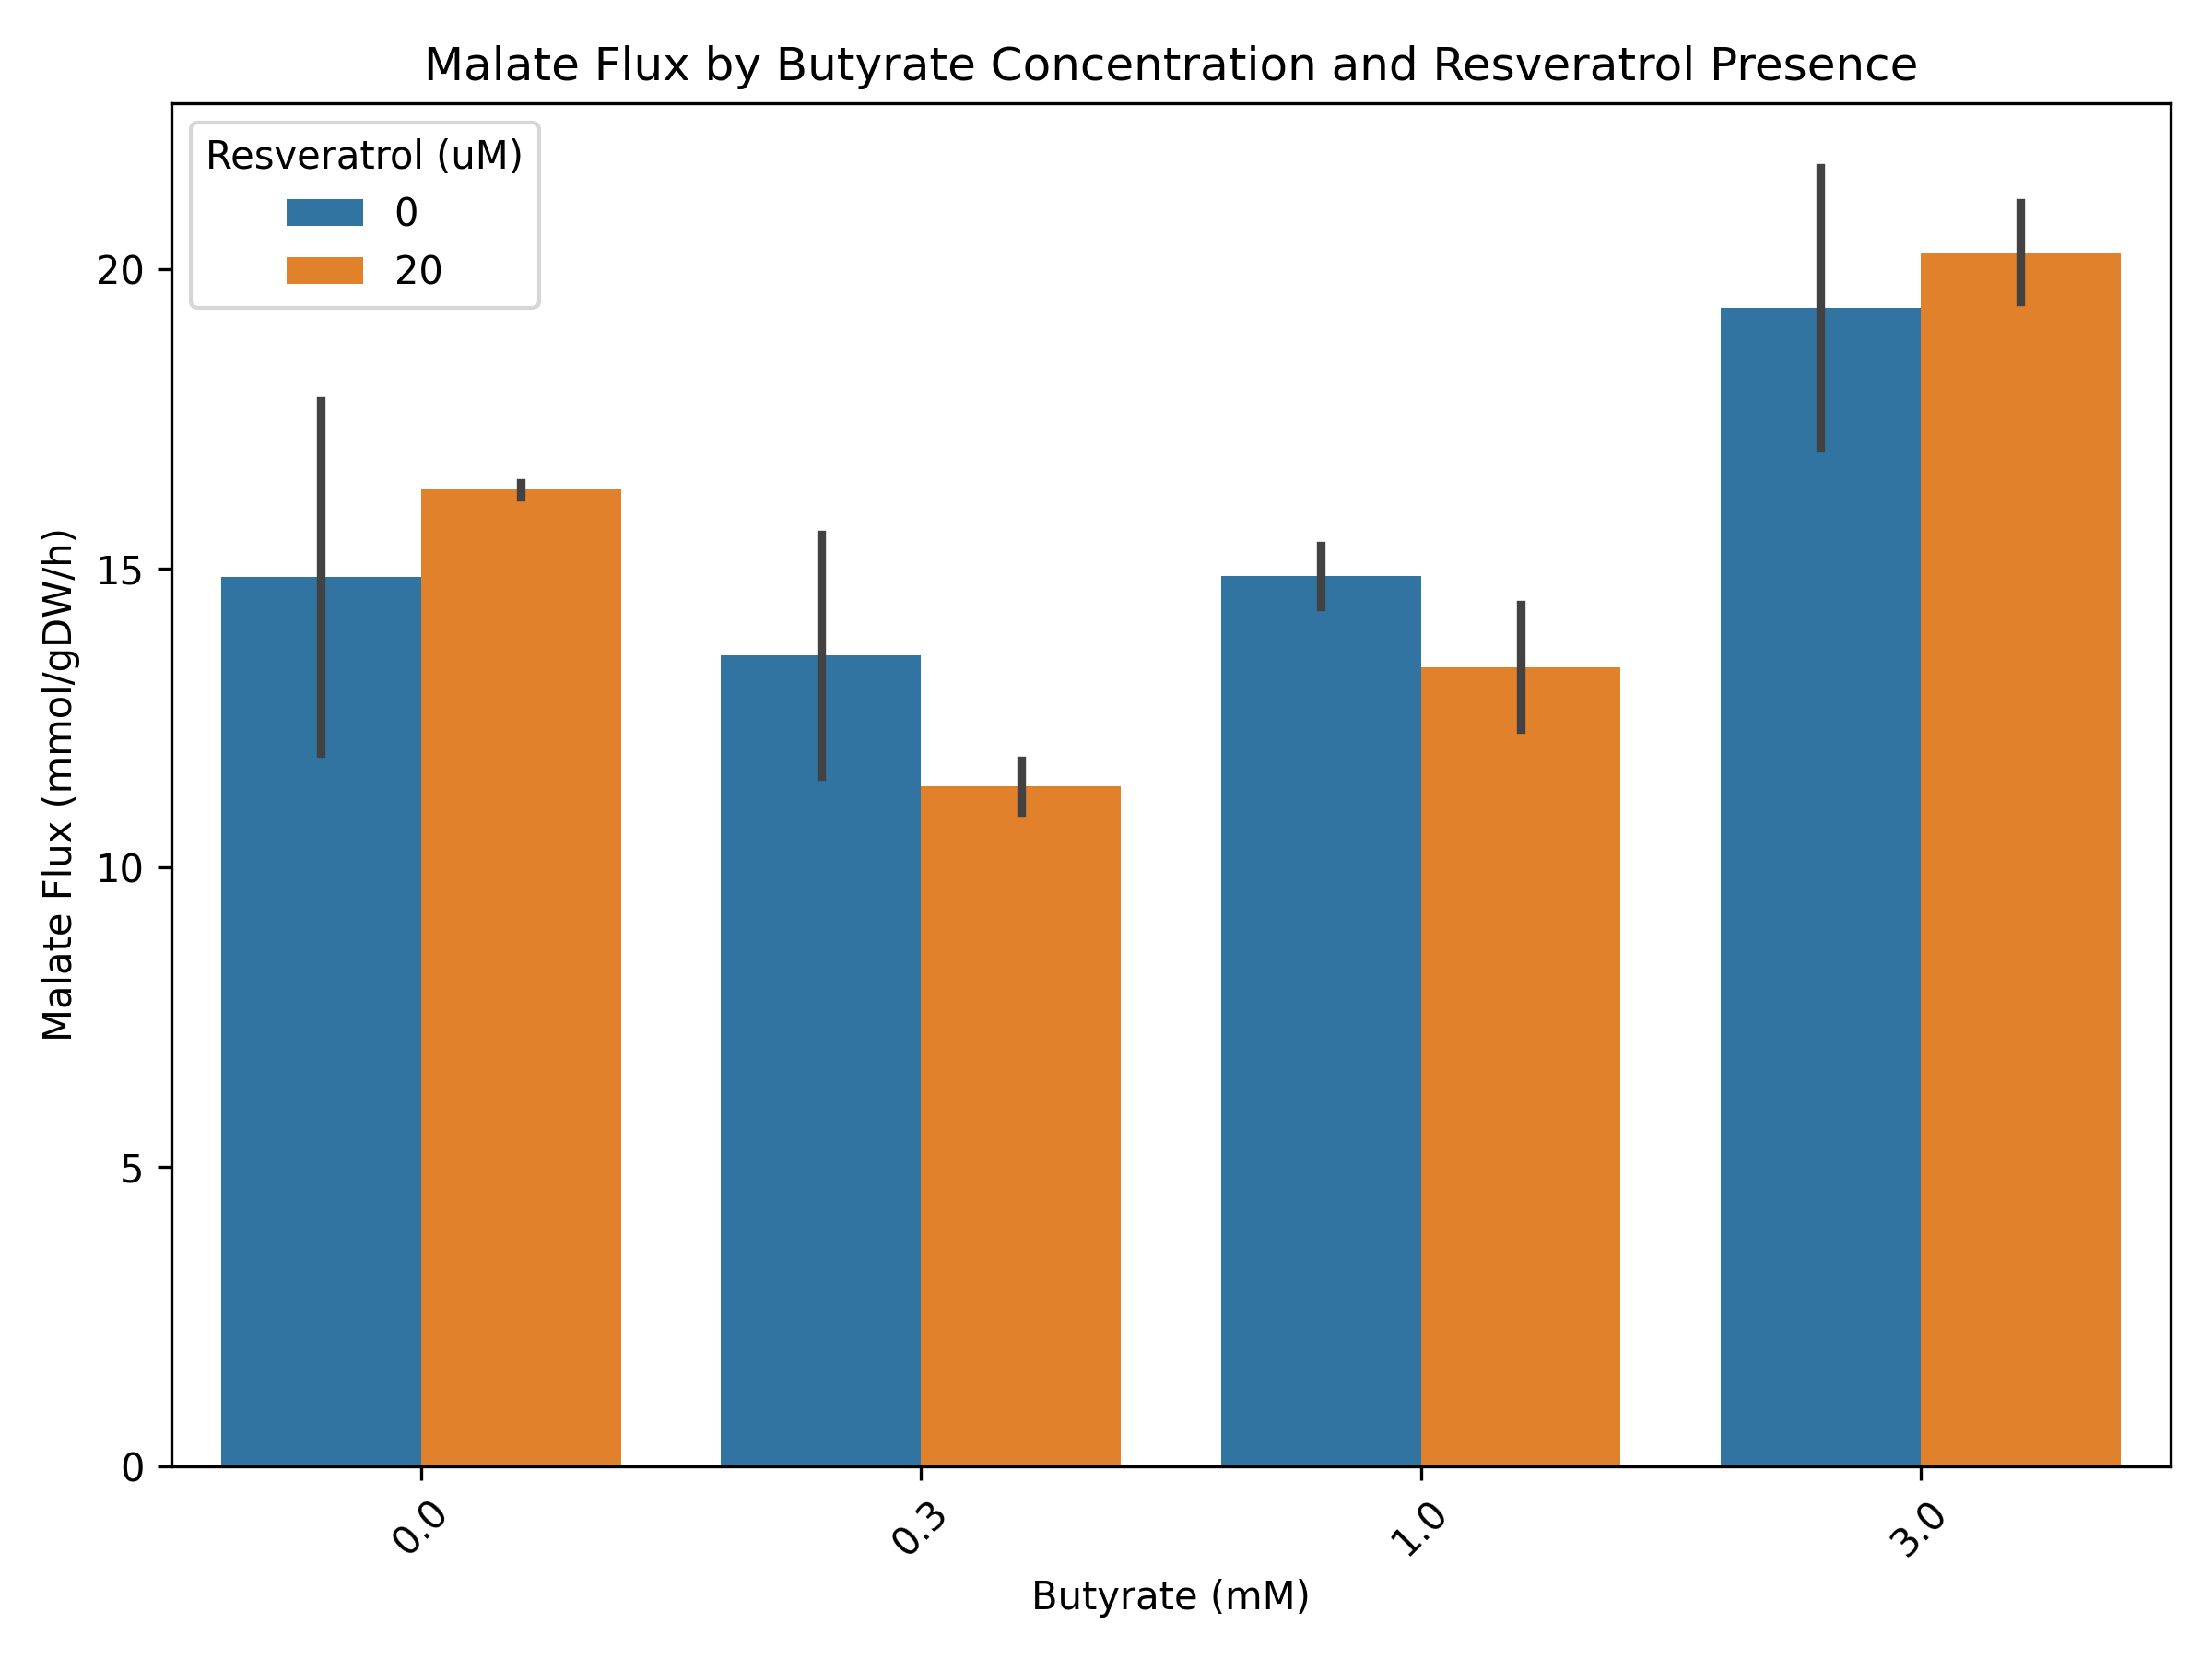 Malate Flux by Butyrate Concentration and Resveratrol Presence
Resveratrol (uM)
0
20
Malate Flux (mmol/gDW/h)
20
15
10
5
0
0.0
0.3
1.0
3.0
Butyrate (mM)